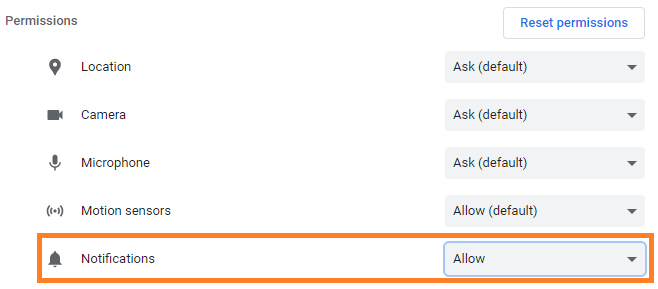 Permissions
Reset permissions
Location Ask (default)
Camera Ask (default)
Microphone Ask (default)
Motion sensors Allow (default)
Notifications Allow